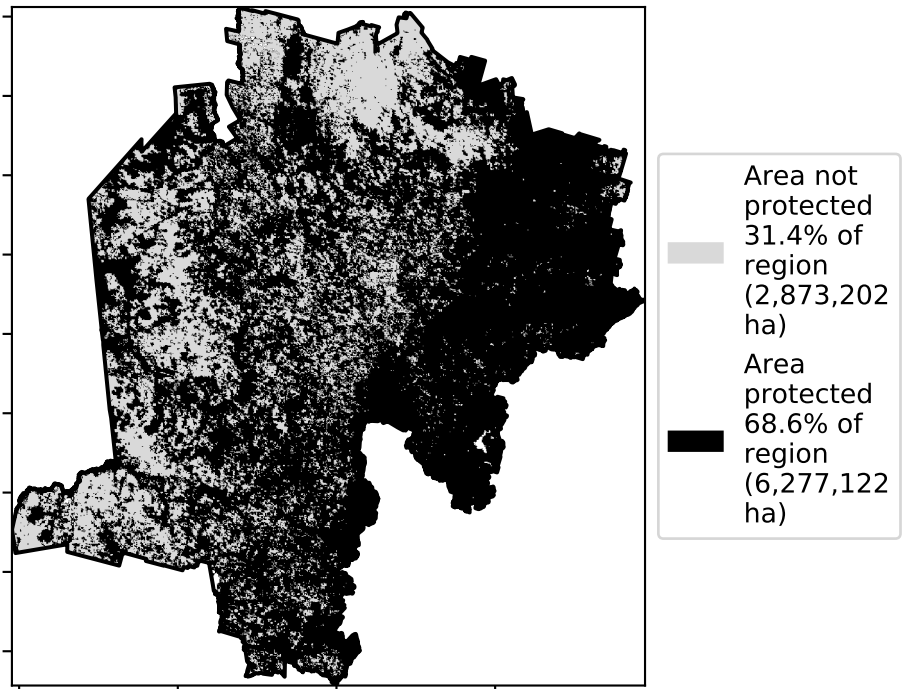 Area not
protected
31.4% of
region
(2,873,202
ha)
Area
protected
68.6% of
region
(6,277,122
ha)